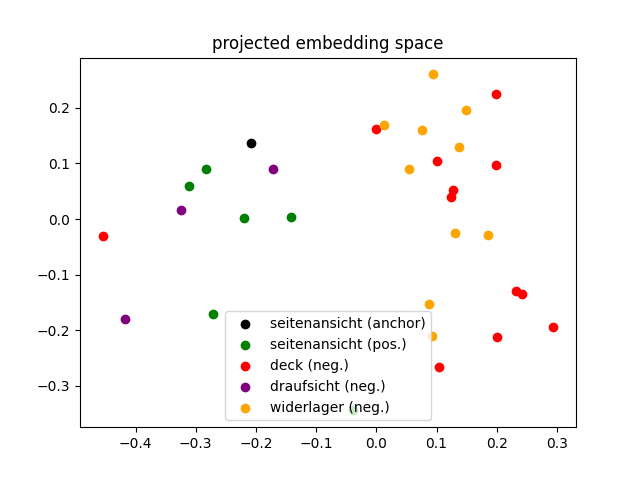 projected embedding space
0.2
0.1
0.0
−0.1
−0.2
−0.3
seitenansicht (anchor)
seitenansicht (pos.)
deck (neg.)
draufsicht (neg.)
widerlager (neg.)
−0.4 −0.3 −0.2 −0.1 0.0 0.1 0.2 0.3